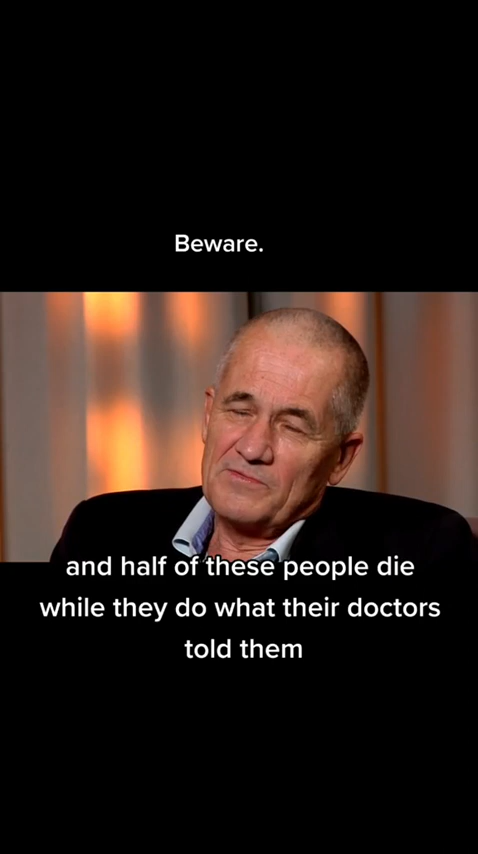 Beware.
and half of these people die
while they do what their doctors
told them